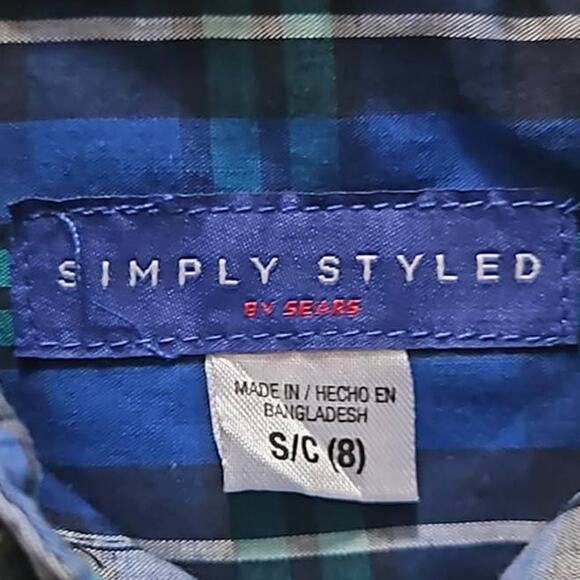 SIMPLY STYLED
BY SEARS
MADE IN / HECHO EN
BANGLADESH
S/C (8)